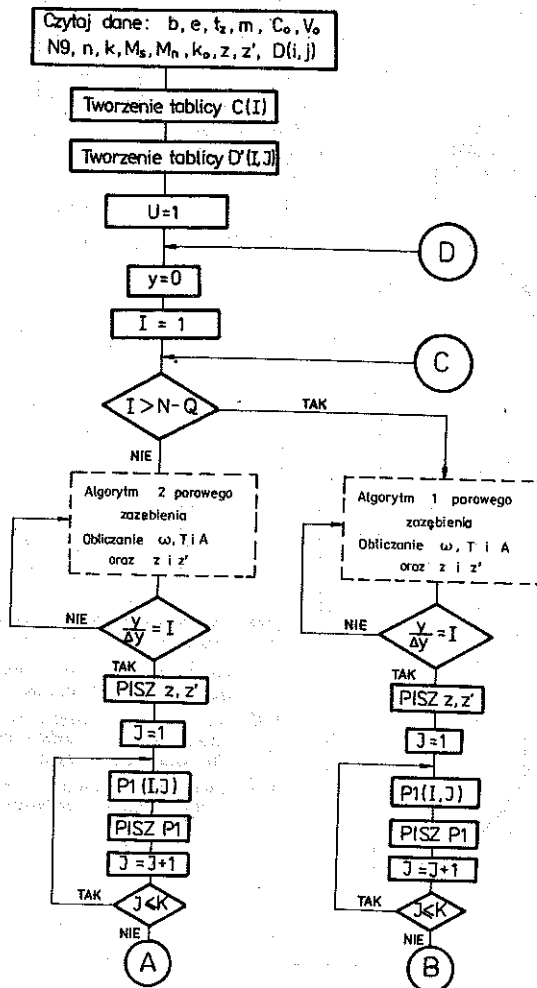 Czytaj dane: b, e, t_z, m, C_o, V_o
N9, n, k, M_s, M_n, k_o, z, z', D(i,j)
Tworzenie tablicy C(I)
Tworzenie tablicy D'(I,J)
U=1
D
y=0
I = 1
C
I > N-Q
TAK
NIE
Algorytm 2 parowego
zazębienia
Obliczanie ω, T i A
oraz z i z'
NIE
y/Δy = I
TAK
PISZ z, z'
J=1
P1(I,J)
PISZ P1
J=J+1
TAK
J⩽K
NIE
A
Algorytm 1 parowego
zazębienia
Obliczanie ω, T i A
oraz z i z'
NIE
y/Δy = I
TAK
PISZ z, z'
J=1
P1(I,J)
PISZ P1
J=J+1
TAK
J⩽K
NIE
B